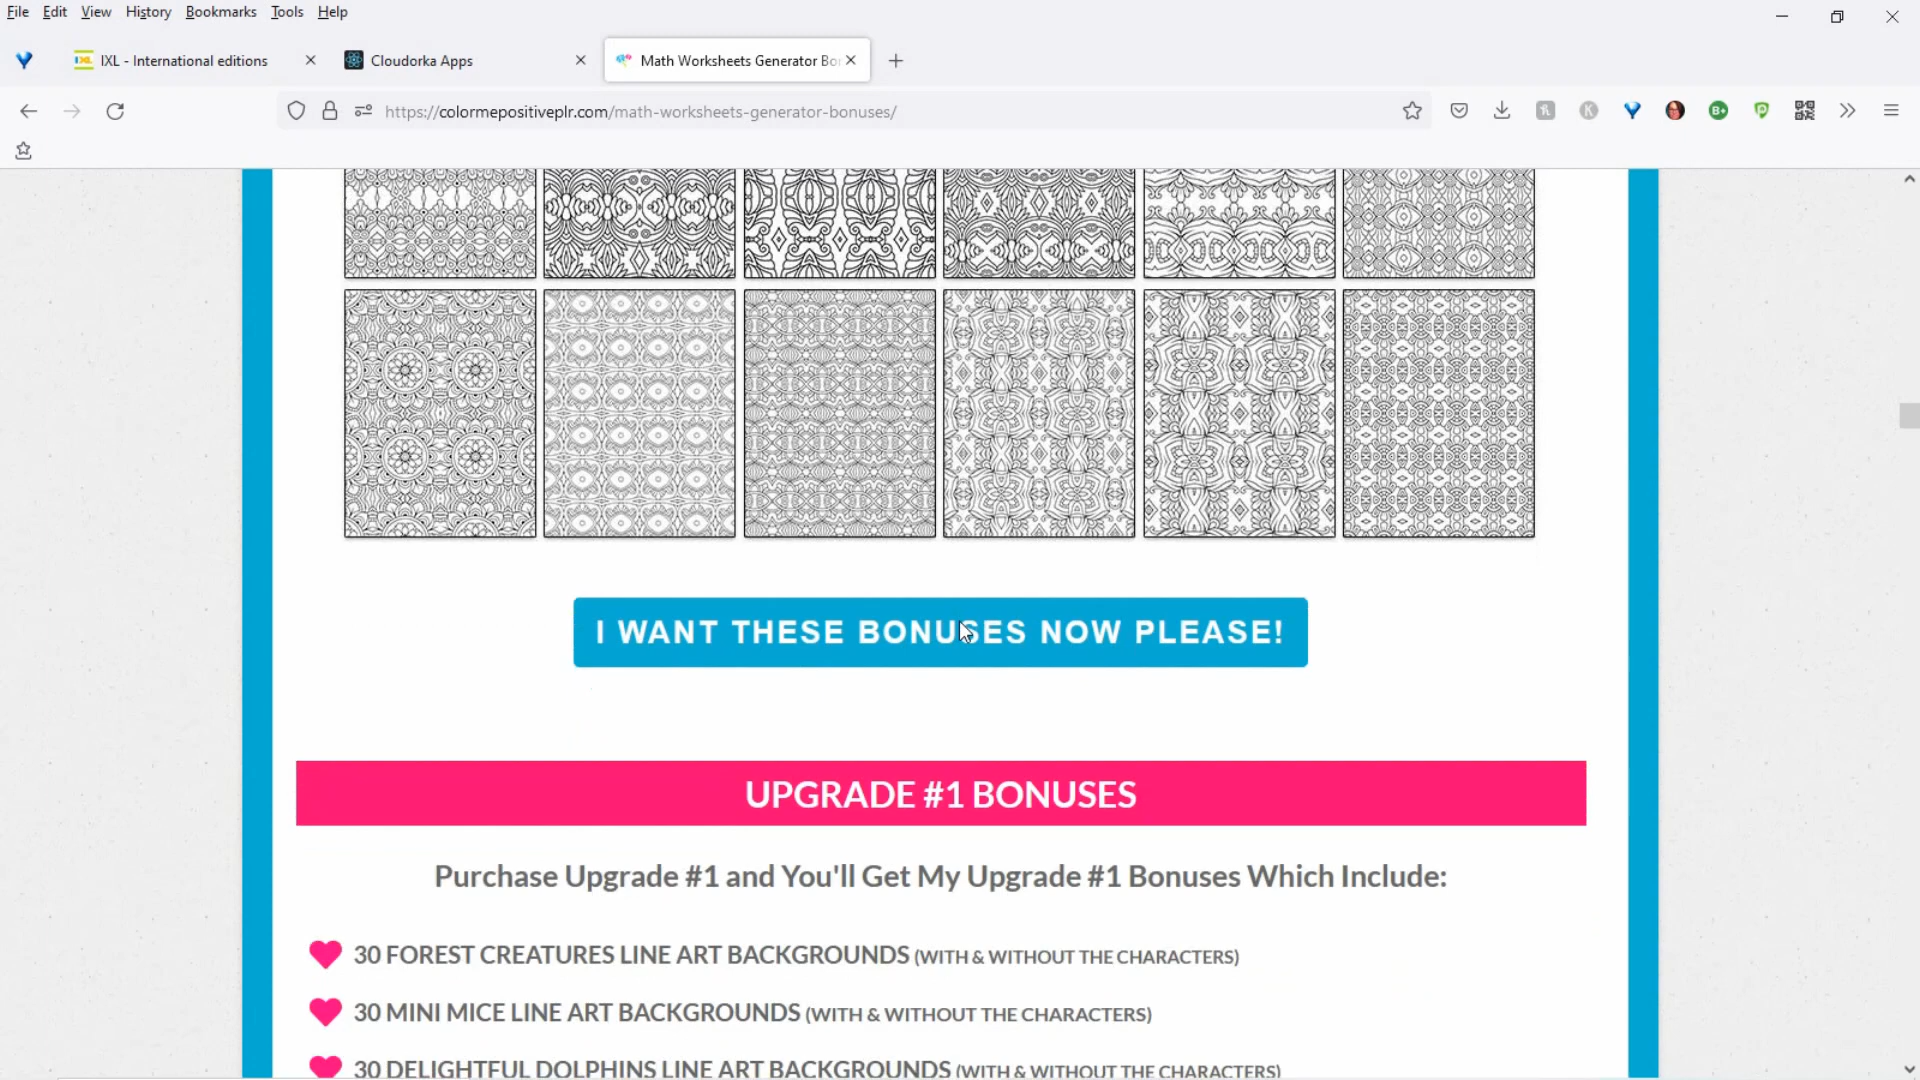 File Edit View History Bookmarks Tools Help
IXL - International editions
Cloudorka Apps
Math Worksheets Generator Bo
https://colormepositiveplr.com/math-worksheets-generator-bonuses/
I WANT THESE BONUSES NOW PLEASE!
UPGRADE #1 BONUSES
Purchase Upgrade #1 and You'll Get My Upgrade #1 Bonuses Which Include:
30 FOREST CREATURES LINE ART BACKGROUNDS (WITH & WITHOUT THE CHARACTERS)
30 MINI MICE LINE ART BACKGROUNDS (WITH & WITHOUT THE CHARACTERS)
30 DELIGHTFUL DOLPHINS LINE ART BACKGROUNDS (WITH & WITHOUT THE CHARACTERS)